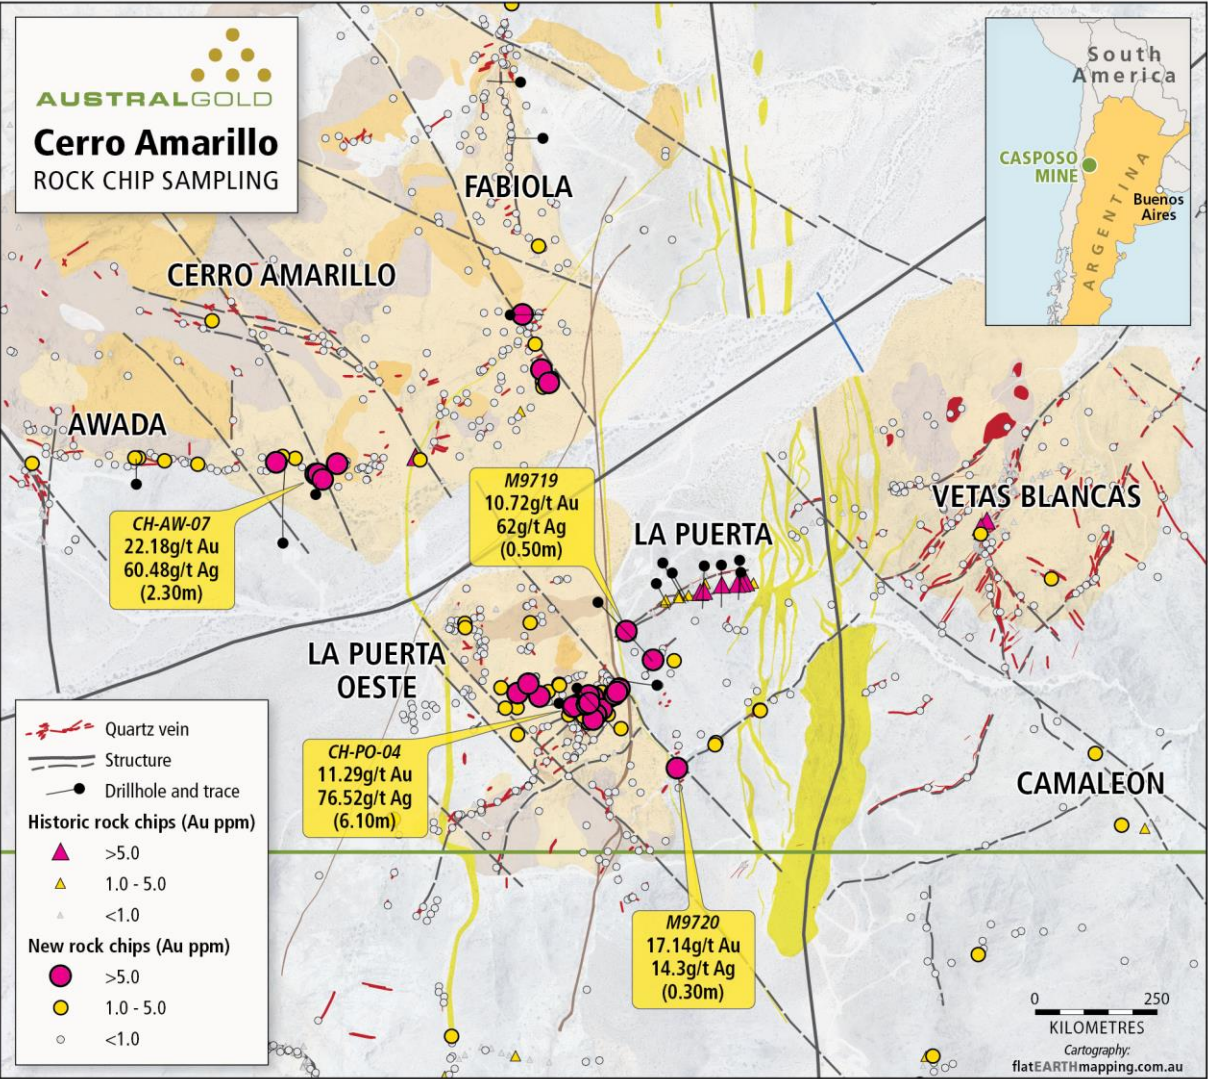 AUSTRALGOLD
Cerro Amarillo
ROCK CHIP SAMPLING
South
America
CASPOSO
MINE
ARGENTINA
Buenos
Aires
FABIOLA
CERRO AMARILLO
AWADA
CH-AW-07
22.18g/t Au
60.48g/t Ag
(2.30m)
M9719
10.72g/t Au
62g/t Ag
(0.50m)
LA PUERTA
VETAS BLANCAS
LA PUERTA
OESTE
CH-PO-04
11.29g/t Au
76.52g/t Ag
(6.10m)
CAMALEON
M9720
17.14g/t Au
14.3g/t Ag
(0.30m)
Quartz vein
Structure
Drillhole and trace
Historic rock chips (Au ppm)
>5.0
1.0 - 5.0
<1.0
New rock chips (Au ppm)
>5.0
1.0 - 5.0
<1.0
0 250
KILOMETRES
Cartography:
flatEARTHmapping.com.au